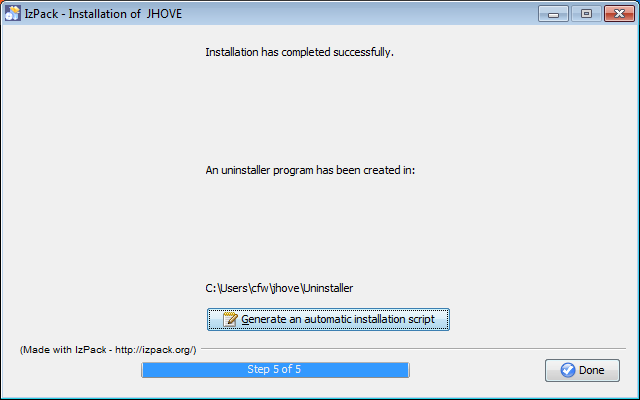 IzPack - Installation of  JHOVE
Installation has completed successfully.
An uninstaller program has been created in:
C:\Users\cfw\jhove\Uninstaller
Generate an automatic installation script
(Made with IzPack - http://izpack.org/)
Step 5 of 5
Done